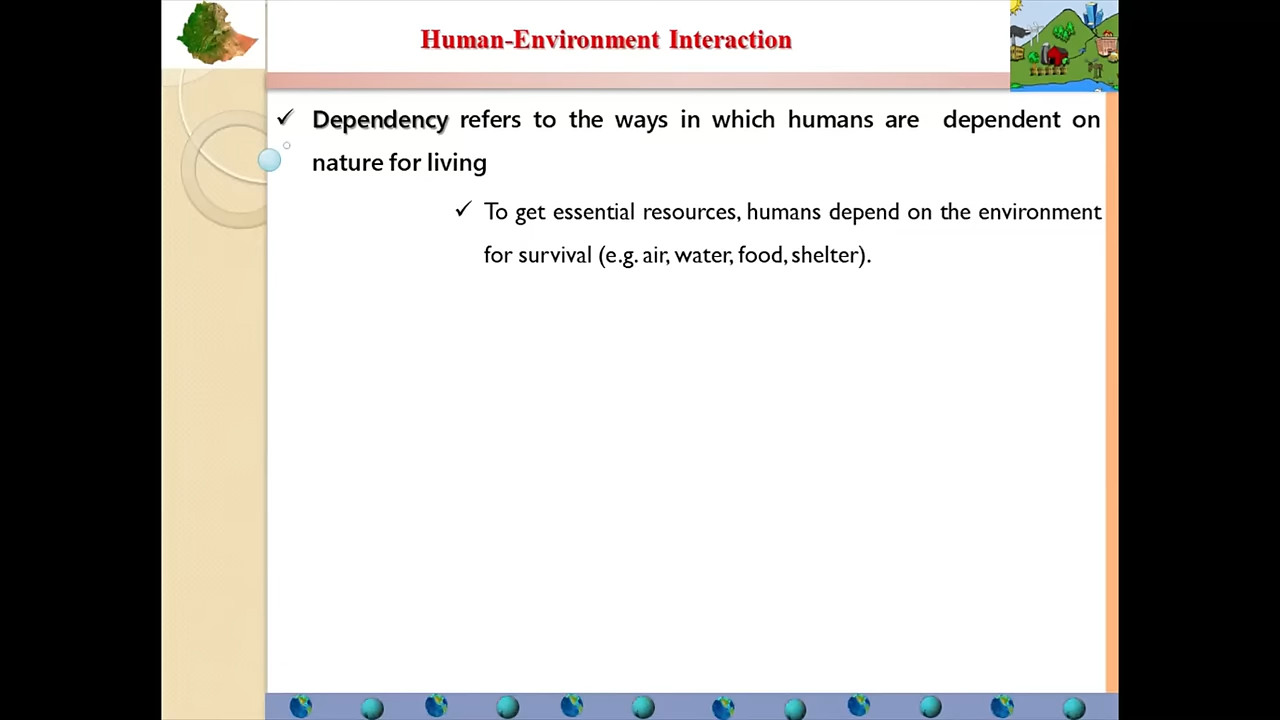 Human-Environment Interaction
✓ Dependency refers to the ways in which humans are dependent on
nature for living
✓ To get essential resources, humans depend on the environment
for survival (e.g. air, water, food, shelter).